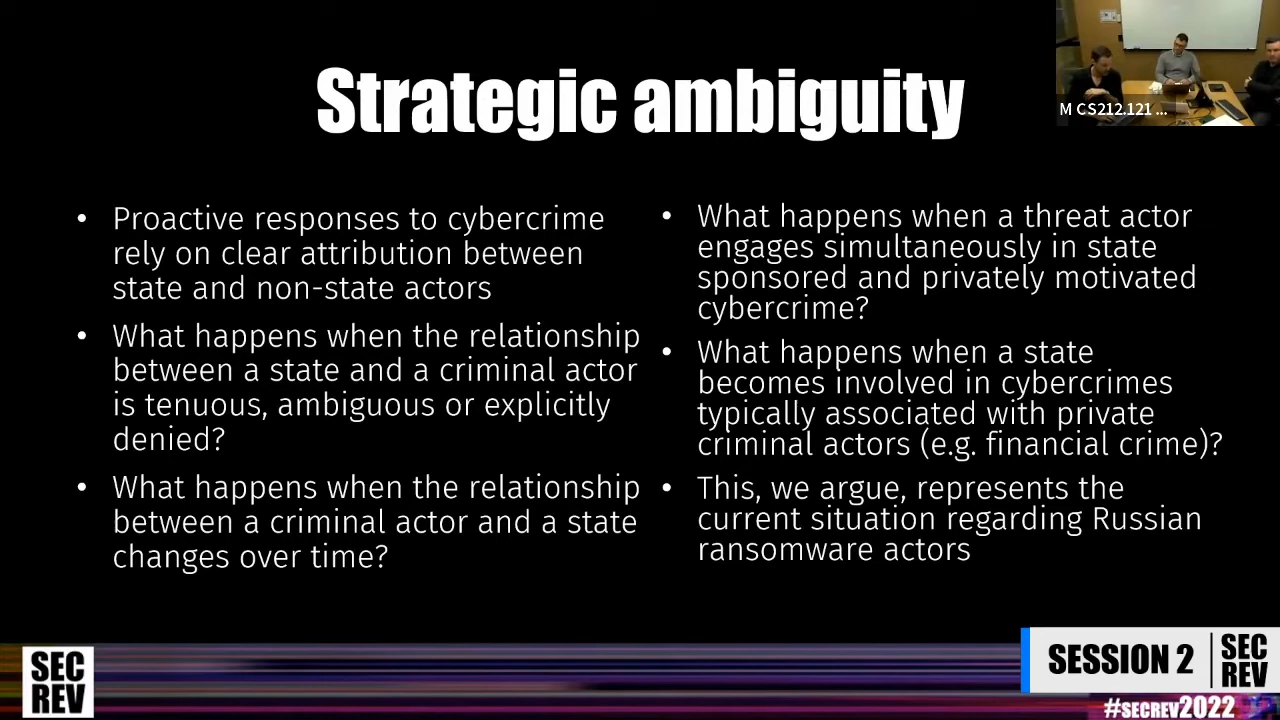 Strategic ambiguity
M CS212.121 ...
• Proactive responses to cybercrime
rely on clear attribution between
state and non-state actors
• What happens when the relationship
between a state and a criminal actor
is tenuous, ambiguous or explicitly
denied?
• What happens when the relationship
between a criminal actor and a state
changes over time?
• What happens when a threat actor
engages simultaneously in state
sponsored and privately motivated
cybercrime?
• What happens when a state
becomes involved in cybercrimes
typically associated with private
criminal actors (e.g. financial crime)?
• This, we argue, represents the
current situation regarding Russian
ransomware actors
SEC
REV
SESSION 2
SEC
REV
#SECREV2022